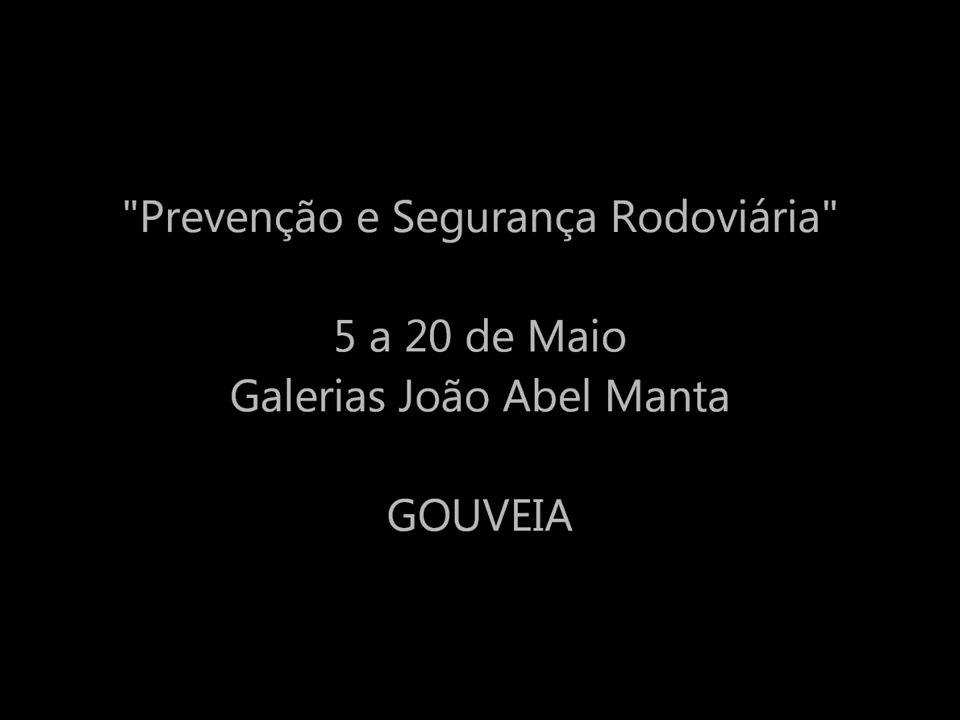 "Prevenção e Segurança Rodoviária"
5 a 20 de Maio
Galerias João Abel Manta
GOUVEIA